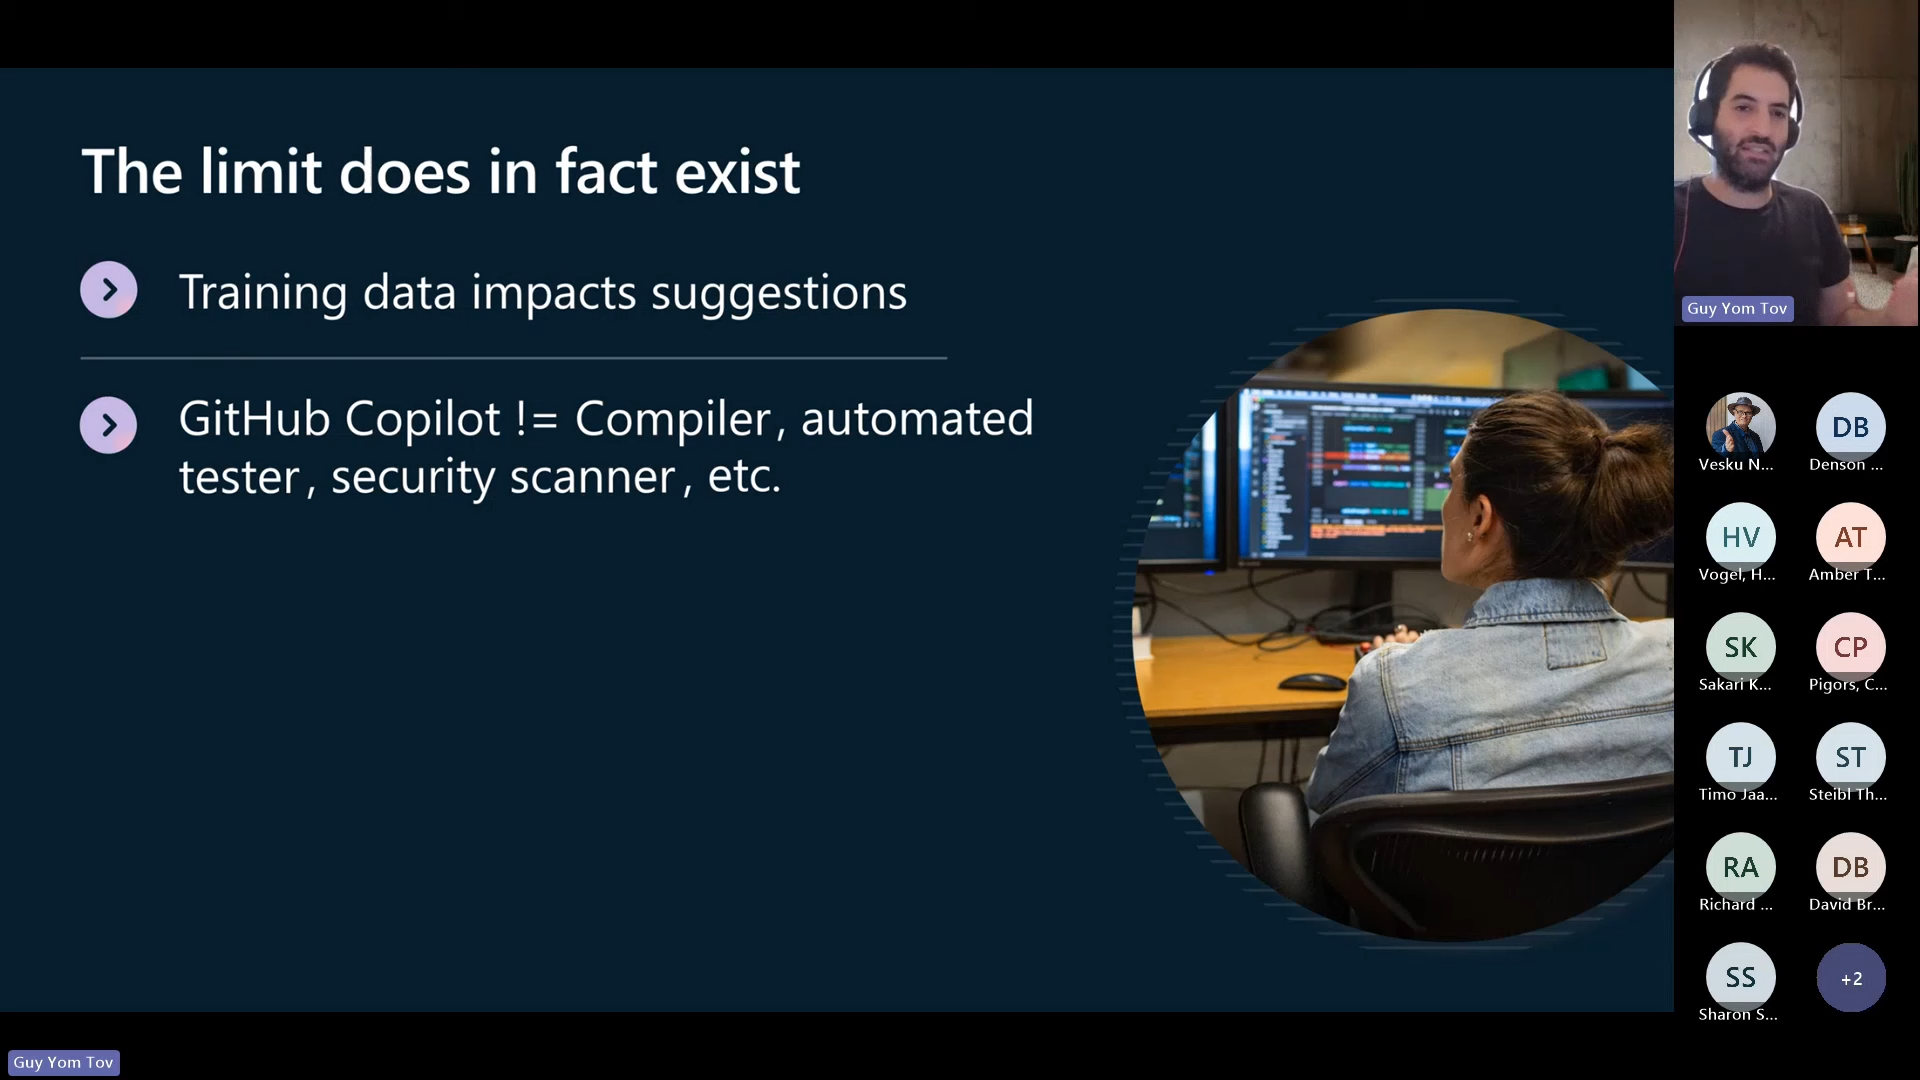 The limit does in fact exist
Training data impacts suggestions
GitHub Copilot != Compiler, automated
tester, security scanner, etc.
Guy Yom Tov
Vesku N...
DB
Denson ...
HV
Vogel, H...
AT
Amber T...
SK
Sakari K...
CP
Pigors, C...
TJ
Timo Jaa...
ST
Steibl Th...
RA
Richard ...
DB
David Br...
SS
Sharon S...
+2
Guy Yom Tov